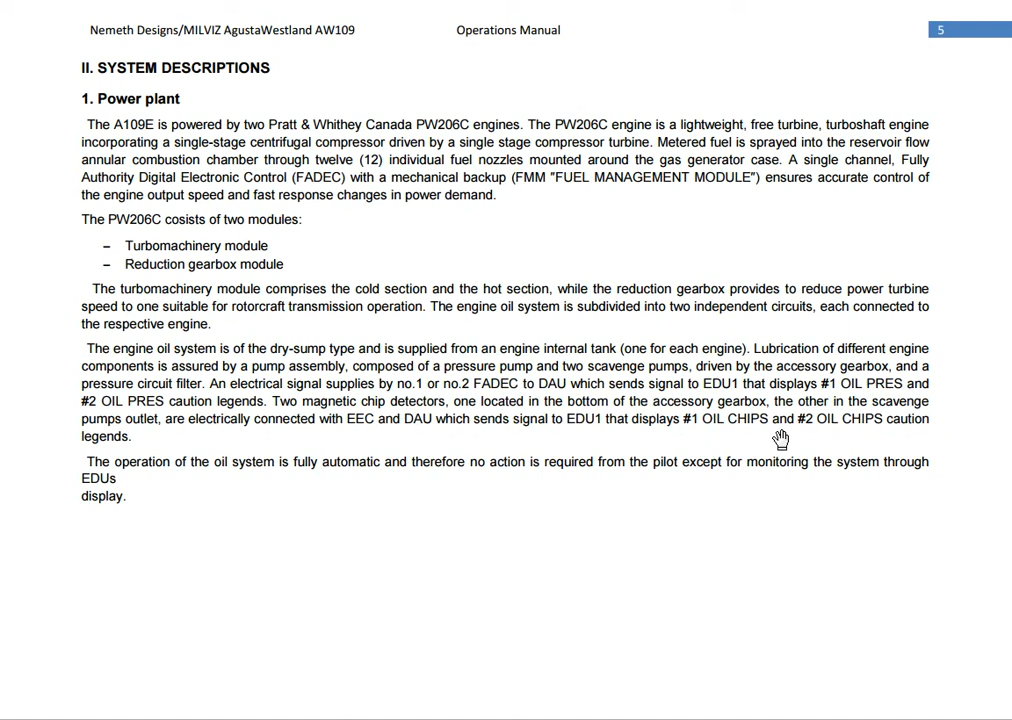 Nemeth Designs/MILVIZ AgustaWestland AW109 Operations Manual 5
II. SYSTEM DESCRIPTIONS
1. Power plant
The A109E is powered by two Pratt & Whithey Canada PW206C engines. The PW206C engine is a lightweight, free turbine, turboshaft engine
incorporating a single-stage centrifugal compressor driven by a single stage compressor turbine. Metered fuel is sprayed into the reservoir flow
annular combustion chamber through twelve (12) individual fuel nozzles mounted around the gas generator case. A single channel, Fully
Authority Digital Electronic Control (FADEC) with a mechanical backup (FMM "FUEL MANAGEMENT MODULE") ensures accurate control of
the engine output speed and fast response changes in power demand.
The PW206C cosists of two modules:
– Turbomachinery module
– Reduction gearbox module
The turbomachinery module comprises the cold section and the hot section, while the reduction gearbox provides to reduce power turbine
speed to one suitable for rotorcraft transmission operation. The engine oil system is subdivided into two independent circuits, each connected to
the respective engine.
The engine oil system is of the dry-sump type and is supplied from an engine internal tank (one for each engine). Lubrication of different engine
components is assured by a pump assembly, composed of a pressure pump and two scavenge pumps, driven by the accessory gearbox, and a
pressure circuit filter. An electrical signal supplies by no.1 or no.2 FADEC to DAU which sends signal to EDU1 that displays #1 OIL PRES and
#2 OIL PRES caution legends. Two magnetic chip detectors, one located in the bottom of the accessory gearbox, the other in the scavenge
pumps outlet, are electrically connected with EEC and DAU which sends signal to EDU1 that displays #1 OIL CHIPS and #2 OIL CHIPS caution
legends.
The operation of the oil system is fully automatic and therefore no action is required from the pilot except for monitoring the system through
EDUs
display.